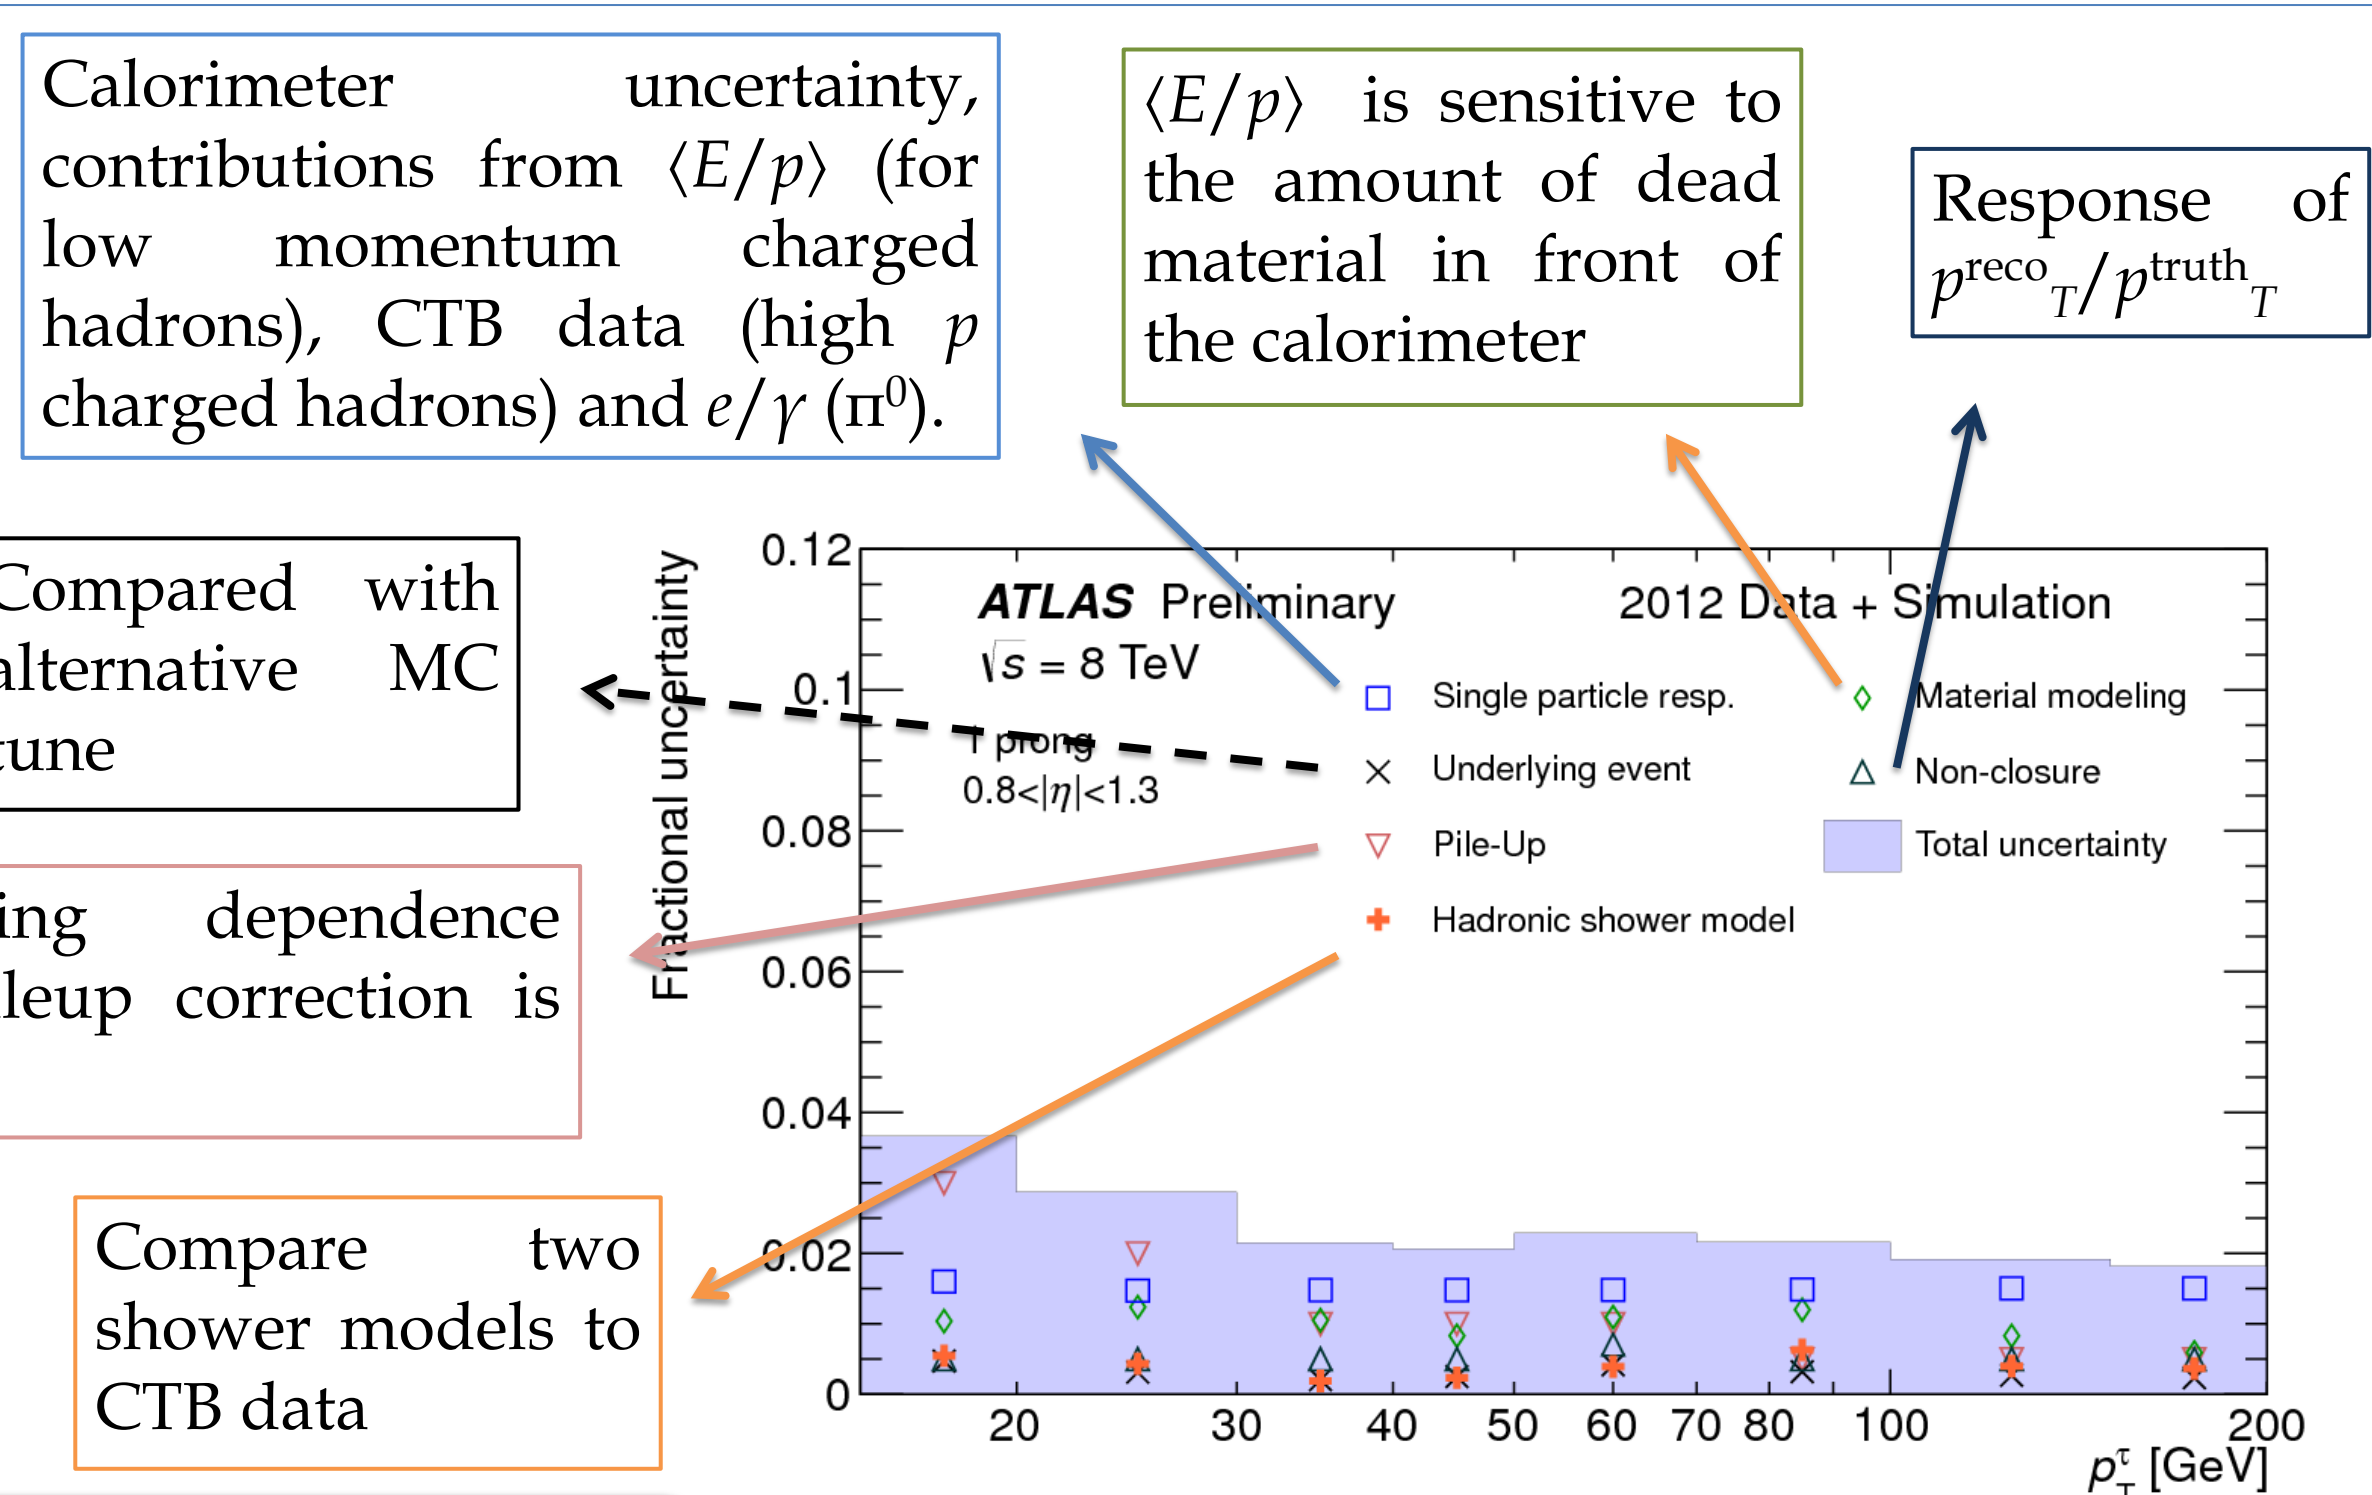 Calorimeter uncertainty,
contributions from ⟨E/p⟩ (for
low momentum charged
hadrons), CTB data (high p
charged hadrons) and e/γ (π⁰).
⟨E/p⟩ is sensitive to
the amount of dead
material in front of
the calorimeter
Response of
p^reco_T/p^truth_T
Compared with
alternative MC
tune
dependence
correction is
Compare two
shower models to
CTB data
Fractional uncertainty
0.12
0.1
0.08
0.06
0.04
0.02
0
ATLAS Preliminary
2012 Data + Simulation
√s = 8 TeV
1 prong
0.8<|η|<1.3
Single particle resp.
Material modeling
Underlying event
Non-closure
Pile-Up
Total uncertainty
Hadronic shower model
20 30 40 50 60 70 80 100 200
p_T^τ [GeV]